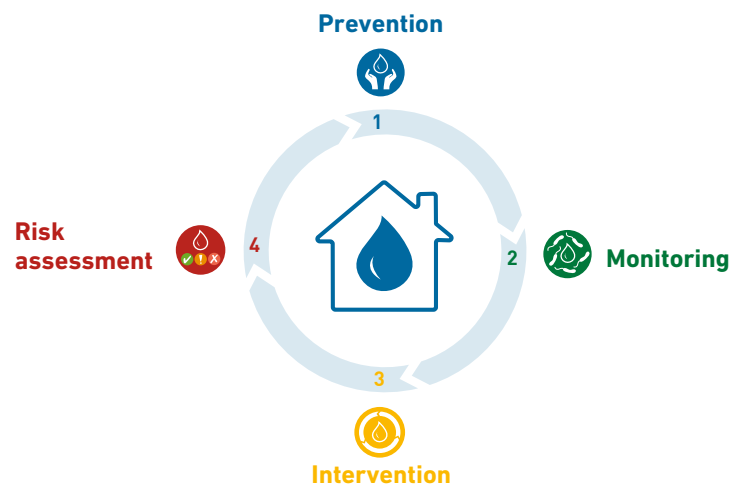 Prevention
1
2
Monitoring
3
Intervention
4
Risk
assessment